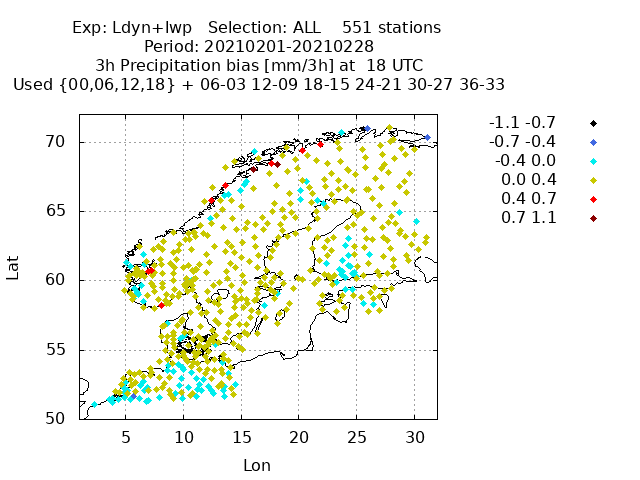 Exp: Ldyn+lwp   Selection: ALL    551 stations
Period: 20210201-20210228
3h Precipitation bias [mm/3h] at  18 UTC
Used {00,06,12,18} + 06-03 12-09 18-15 24-21 30-27 36-33
-1.1 -0.7
-0.7 -0.4
-0.4 0.0
0.0 0.4
0.4 0.7
0.7 1.1
70
65
60
55
50
Lat
5 10 15 20 25 30
Lon